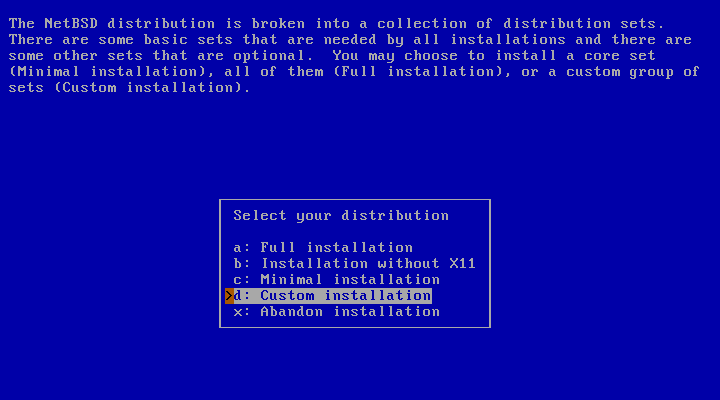 The NetBSD distribution is broken into a collection of distribution sets.
There are some basic sets that are needed by all installations and there are
some other sets that are optional.  You may choose to install a core set
(Minimal installation), all of them (Full installation), or a custom group of
sets (Custom installation).
Select your distribution
a: Full installation
b: Installation without X11
c: Minimal installation
>d: Custom installation
x: Abandon installation